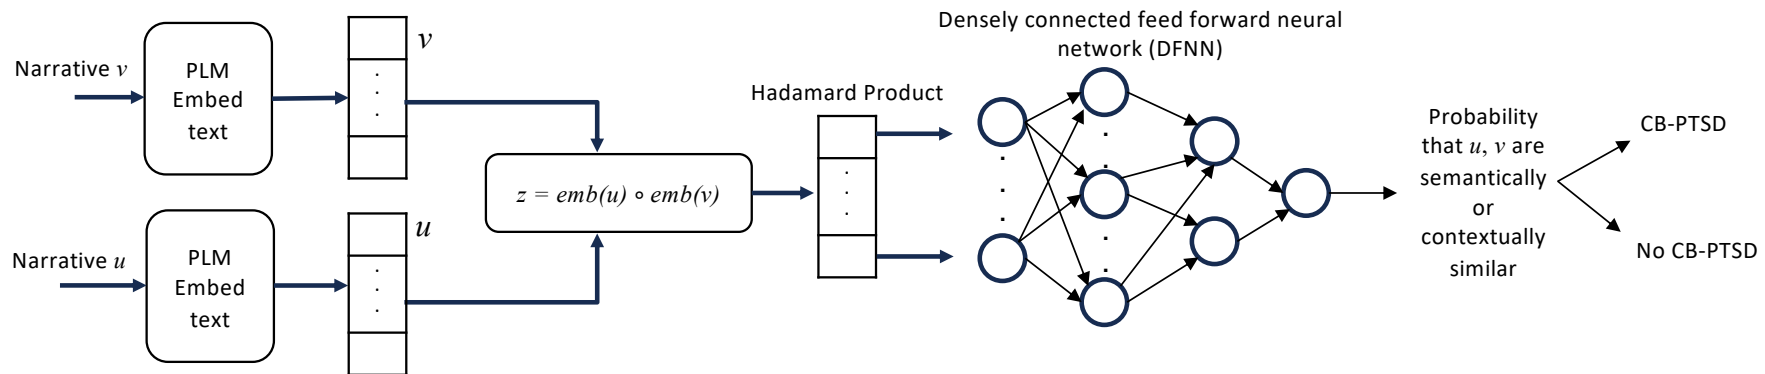 Narrative v
PLM
Embed
text
v
Narrative u
PLM
Embed
text
u
z = emb(u) ∘ emb(v)
Hadamard Product
Densely connected feed forward neural
network (DFNN)
Probability
that u, v are
semantically
or
contextually
similar
CB-PTSD
No CB-PTSD